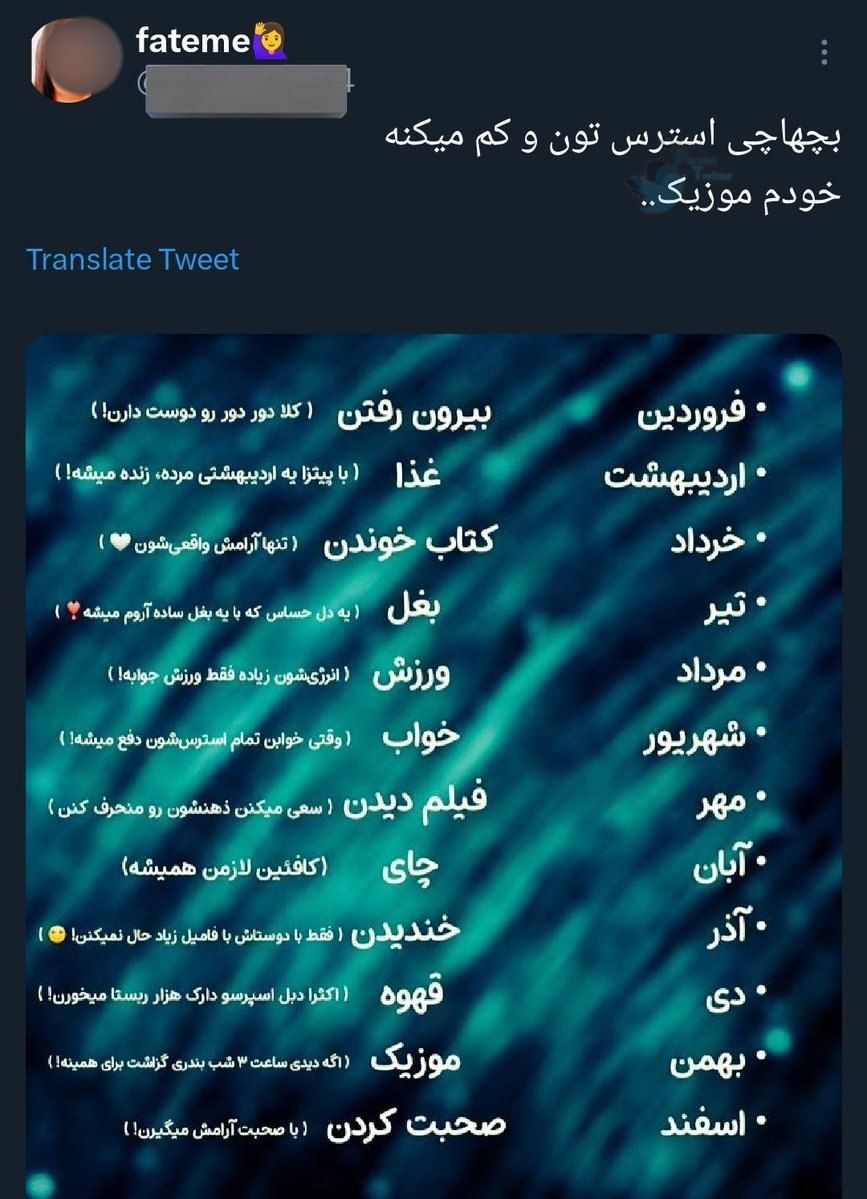 fateme🙋‍♀️
بچهاچی استرس تون و کم میکنه
خودم موزیک..
Persian
Twitter
Translate Tweet
• فروردین بیرون رفتن ( کلا دور دور رو دوست دارن! )
• اردیبهشت غذا ( با پیتزا یه اردیبهشتی مرده، زنده میشه! )
• خرداد کتاب خوندن ( تنها آرامش واقعی‌شون 🤍 )
• تیر بغل ( یه دل حساس که با یه بغل ساده آروم میشه❣️ )
• مرداد ورزش ( انرژی‌شون زیاده فقط ورزش جوابه! )
• شهریور خواب ( وقتی خوابن تمام استرس‌شون دفع میشه! )
• مهر فیلم دیدن ( سعی میکنن ذهنشون رو منحرف کنن )
• آبان چای (کافئین لازمن همیشه)
• آذر خندیدن ( فقط با دوستاش با فامیل زیاد حال نمیکنن! 😶 )
• دی قهوه ( اکثرا دبل اسپرسو دارک هزار ربستا میخورن! )
• بهمن موزیک ( اگه دیدی ساعت ۳ شب بندری گزاشت برای همینه! )
• اسفند صحبت کردن ( با صحبت آرامش میگیرن! )